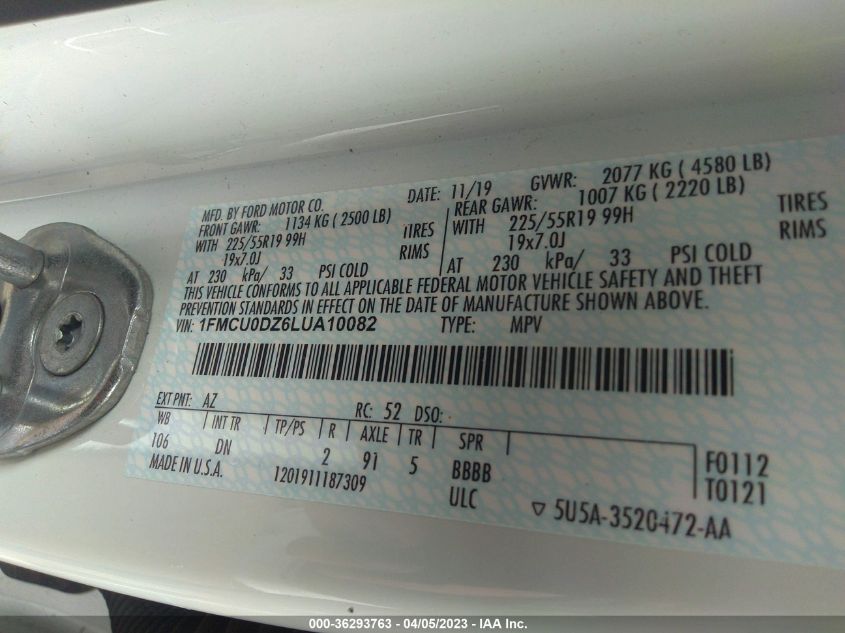 MFD. BY FORD MOTOR CO. DATE: 11/19 GVWR: 2077 KG ( 4580 LB)
FRONT GAWR: 1134 KG ( 2500 LB) REAR GAWR: 1007 KG ( 2220 LB)
WITH 225/55R19 99H TIRES WITH 225/55R19 99H TIRES
19x7.0J RIMS 19x7.0J RIMS
AT 230 kPa/ 33 PSI COLD AT 230 kPa/ 33 PSI COLD
THIS VEHICLE CONFORMS TO ALL APPLICABLE FEDERAL MOTOR VEHICLE SAFETY AND THEFT
PREVENTION STANDARDS IN EFFECT ON THE DATE OF MANUFACTURE SHOWN ABOVE.
VIN: 1FMCU0DZ6LUA10082 TYPE: MPV
EXT PNT: AZ RC: 52 DSO:
WB INT TR TP/PS R AXLE TR SPR
106 DN 2 91 5 BBBB F0112
MADE IN U.S.A. 1201911187309 ULC T0121
5U5A-3520472-AA
000-36293763 - 04/05/2023 - IAA Inc.